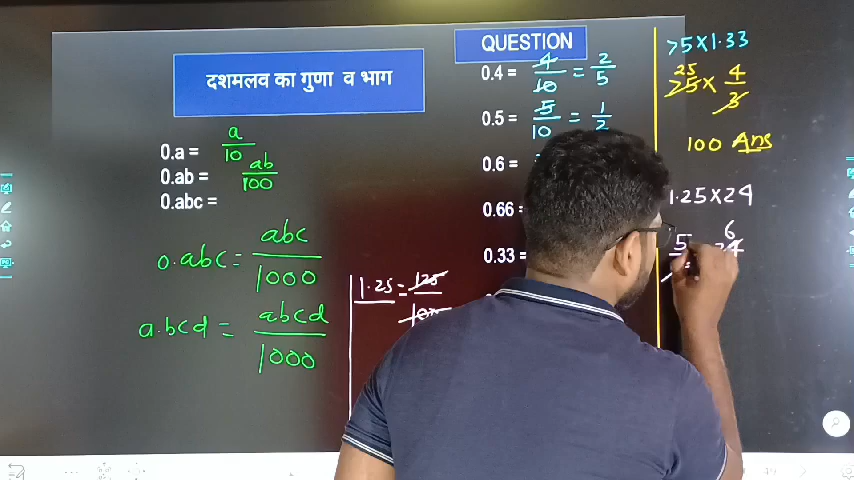 QUESTION
दशमलव का गुणा व भाग
0.a = a/10
0.ab = ab/100
0.abc =
0.abc = abc/1000
a.bcd = abcd/1000
1.25 = 125/100
0.4 = 4/10 = 2/5
0.5 = 5/10 = 1/2
0.6 =
0.66 =
0.33 =
75×1.33
25
75 × 4/3
100 Ans
1.25×24
6
5
24